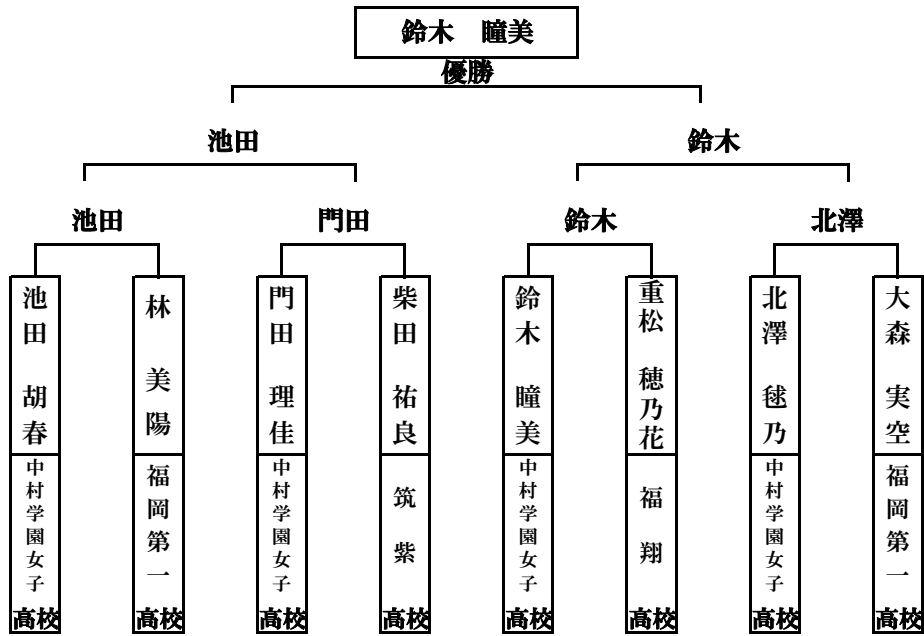 鈴木　瞳美
優勝
池田
鈴木
池田
門田
鈴木
北澤
池田　胡春
中村学園女子
高校
林　美陽
福岡第一
高校
門田　理佳
中村学園女子
高校
柴田　祐良
筑紫
高校
鈴木　瞳美
中村学園女子
高校
重松　穂乃花
福翔
高校
北澤　毬乃
中村学園女子
高校
大森　実空
福岡第一
高校